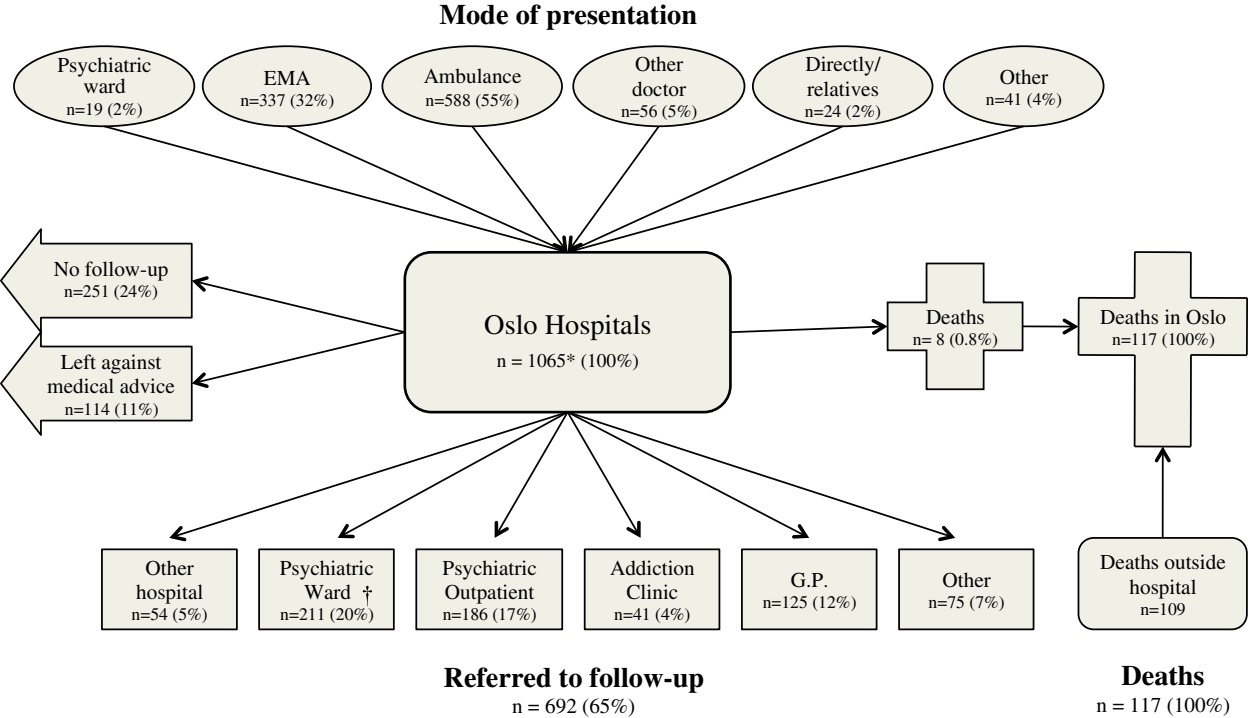 Mode of presentation
Psychiatric
ward
n=19 (2%)
EMA
n=337 (32%)
Ambulance
n=588 (55%)
Other
doctor
n=56 (5%)
Directly/
relatives
n=24 (2%)
Other
n=41 (4%)
No follow-up
n=251 (24%)
Left against
medical advice
n=114 (11%)
Oslo Hospitals
n = 1065* (100%)
Deaths
n= 8 (0.8%)
Deaths in Oslo
n=117 (100%)
Other
hospital
n=54 (5%)
Psychiatric
Ward †
n=211 (20%)
Psychiatric
Outpatient
n=186 (17%)
Addiction
Clinic
n=41 (4%)
G.P.
n=125 (12%)
Other
n=75 (7%)
Deaths outside
hospital
n=109
Referred to follow-up
n = 692 (65%)
Deaths
n = 117 (100%)